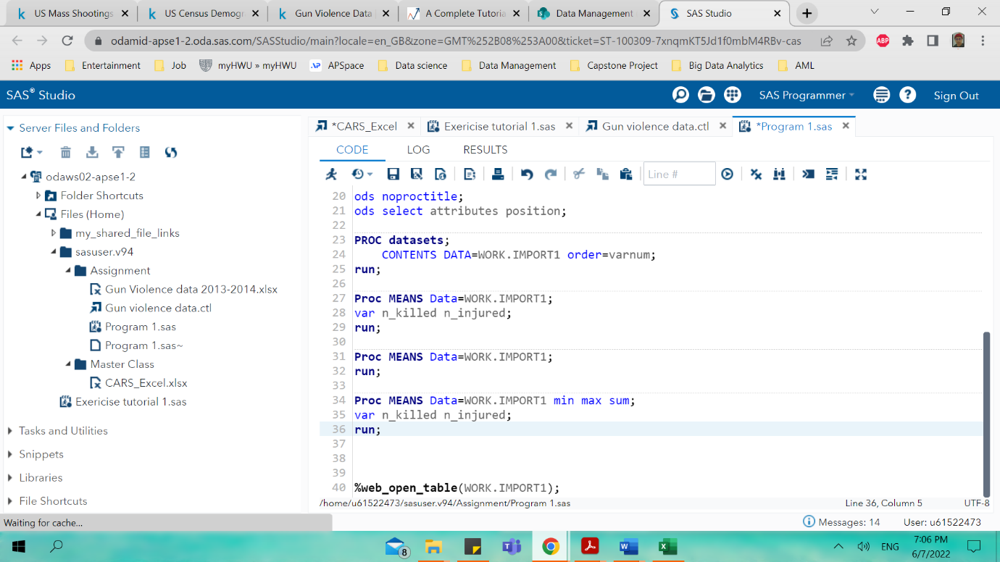 US Mass Shootings
US Census Demogr
Gun Violence Data
A Complete Tutoria
Data Management
SAS Studio
odamid-apse1-2.oda.sas.com/SASStudio/main?locale=en_GB&zone=GMT%252B08%253A00&ticket=ST-100309-7xnqmKT5Jd1f0mbM4RBv-cas
ABP
Apps
Entertainment
Job
myHWU » myHWU
AP APSpace
Data science
Data Management
Capstone Project
Big Data Analytics
AML
SAS® Studio
SAS Programmer
Sign Out
Server Files and Folders
odaws02-apse1-2
Folder Shortcuts
Files (Home)
my_shared_file_links
sasuser.v94
Assignment
Gun Violence data 2013-2014.xlsx
Gun violence data.ctl
Program 1.sas
Program 1.sas~
Master Class
CARS_Excel.xlsx
Exericise tutorial 1.sas
Tasks and Utilities
Snippets
Libraries
File Shortcuts
*CARS_Excel
Exericise tutorial 1.sas
Gun violence data.ctl
*Program 1.sas
CODE
LOG
RESULTS
Line #
20 ods noproctitle;
21 ods select attributes position;
22
23 PROC datasets;
24 CONTENTS DATA=WORK.IMPORT1 order=varnum;
25 run;
26
27 Proc MEANS Data=WORK.IMPORT1;
28 var n_killed n_injured;
29 run;
30
31 Proc MEANS Data=WORK.IMPORT1;
32 run;
33
34 Proc MEANS Data=WORK.IMPORT1 min max sum;
35 var n_killed n_injured;
36 run;
37
38
39
40 %web_open_table(WORK.IMPORT1);
/home/u61522473/sasuser.v94/Assignment/Program 1.sas
Line 36, Column 5
UTF-8
Waiting for cache...
Messages: 14
User: u61522473
8
ENG
7:06 PM
6/7/2022